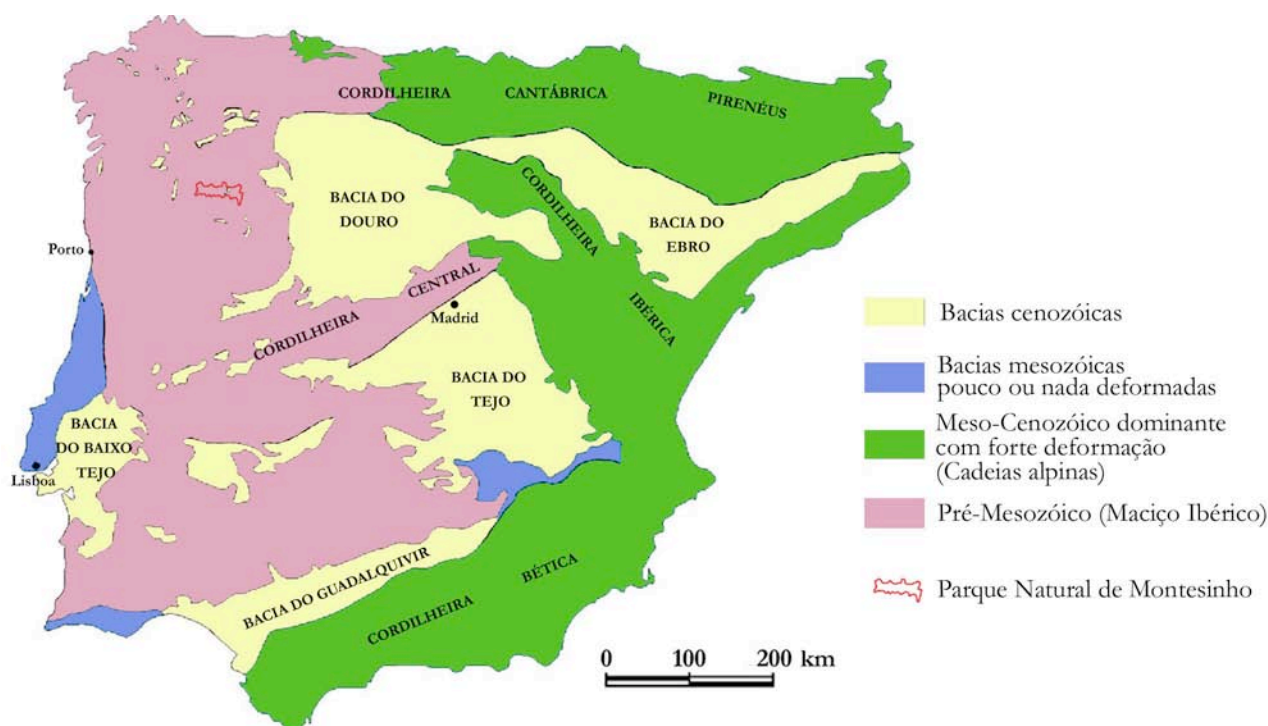 CORDILHEIRA CANTÁBRICA PIRENÉUS
BACIA DO
DOURO
CORDILHEIRA
IBÉRICA
BACIA DO
EBRO
Porto
CORDILHEIRA CENTRAL
Madrid
BACIA DO
TEJO
BACIA
DO BAIXO
TEJO
Lisboa
BACIA DO GUADALQUIVIR
CORDILHEIRA BÉTICA
0 100 200 km
Bacias cenozóicas
Bacias mesozóicas
pouco ou nada deformadas
Meso-Cenozóico dominante
com forte deformação
(Cadeias alpinas)
Pré-Mesozóico (Maciço Ibérico)
Parque Natural de Montesinho